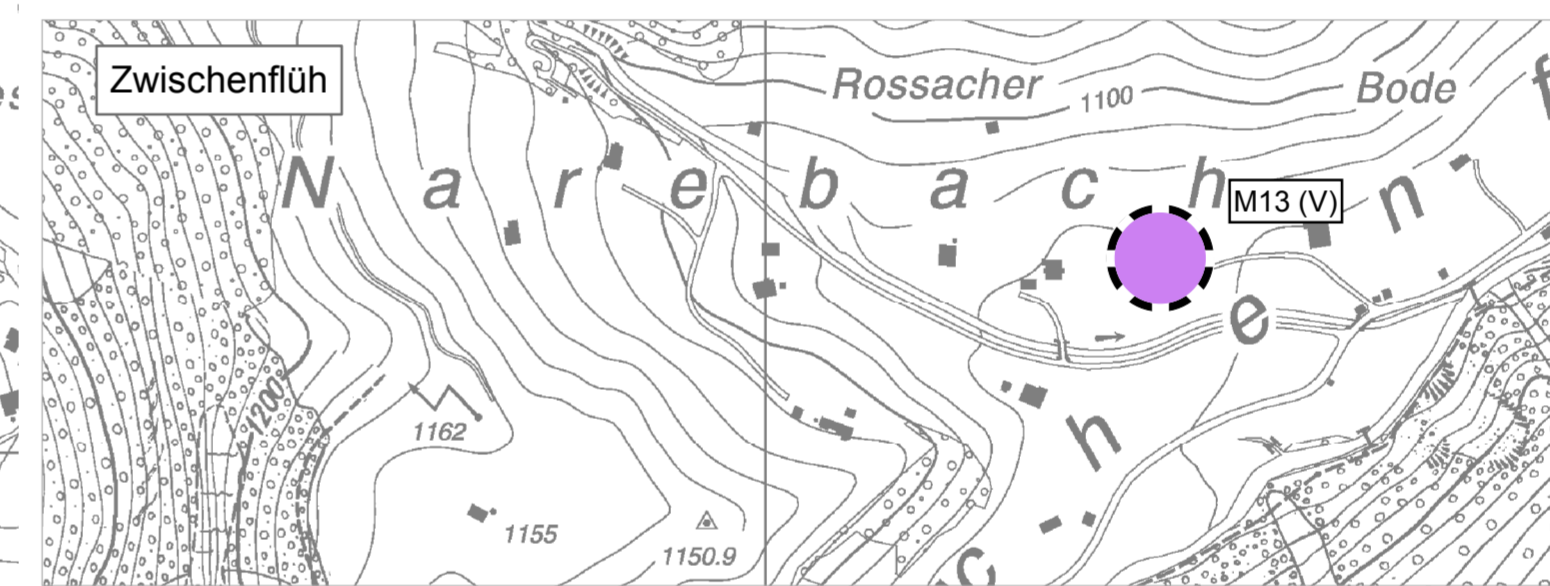 Zwischenflüh
Rossacher
1100
Bode
N a r e b a c h
M13 (V)
n
e
h
c
1200
1162
1155
1150.9